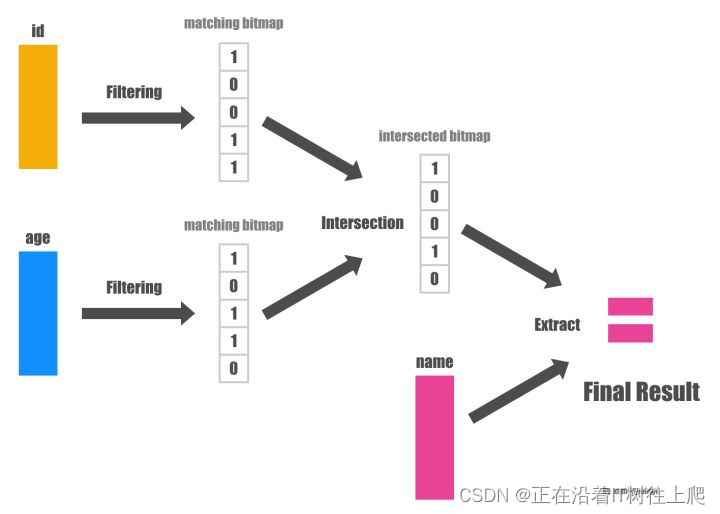 id
matching bitmap
1
0
0
1
1
Filtering
age
matching bitmap
1
0
1
1
0
Filtering
Intersection
intersected bitmap
1
0
0
1
0
name
Extract
Final Result
CSDN @正在沿着IT树往上爬